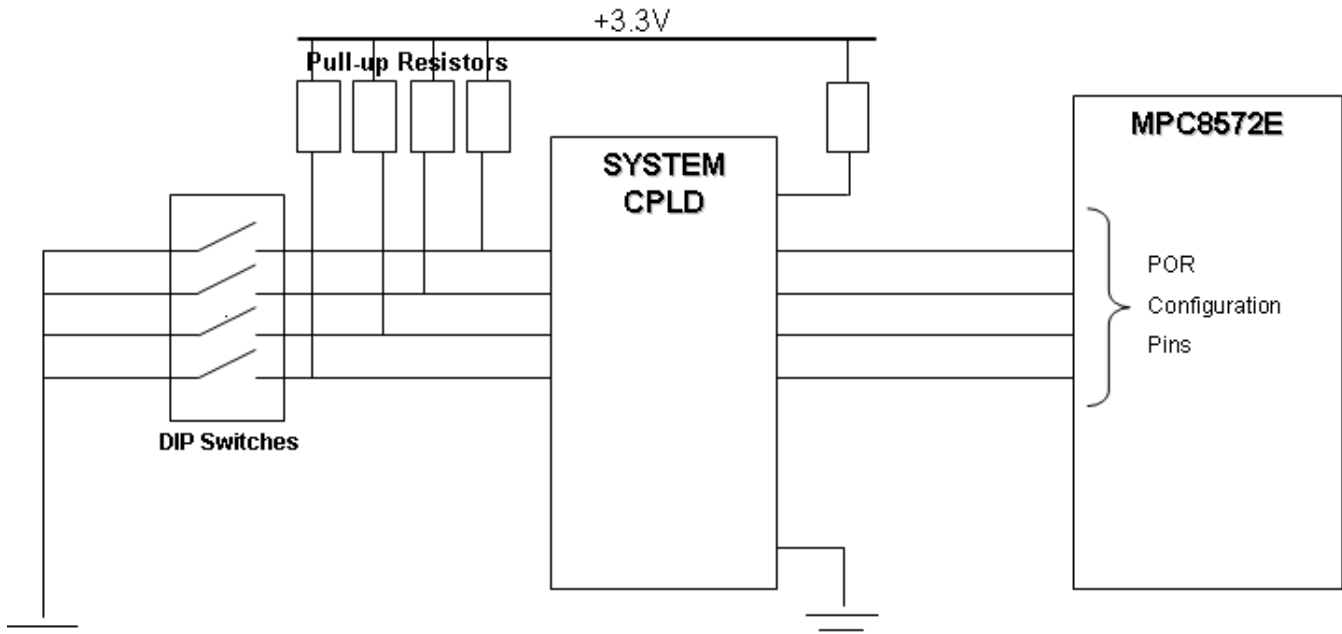 +3.3V
Pull-up Resistors
MPC8572E
SYSTEM
CPLD
POR
Configuration
Pins
DIP Switches